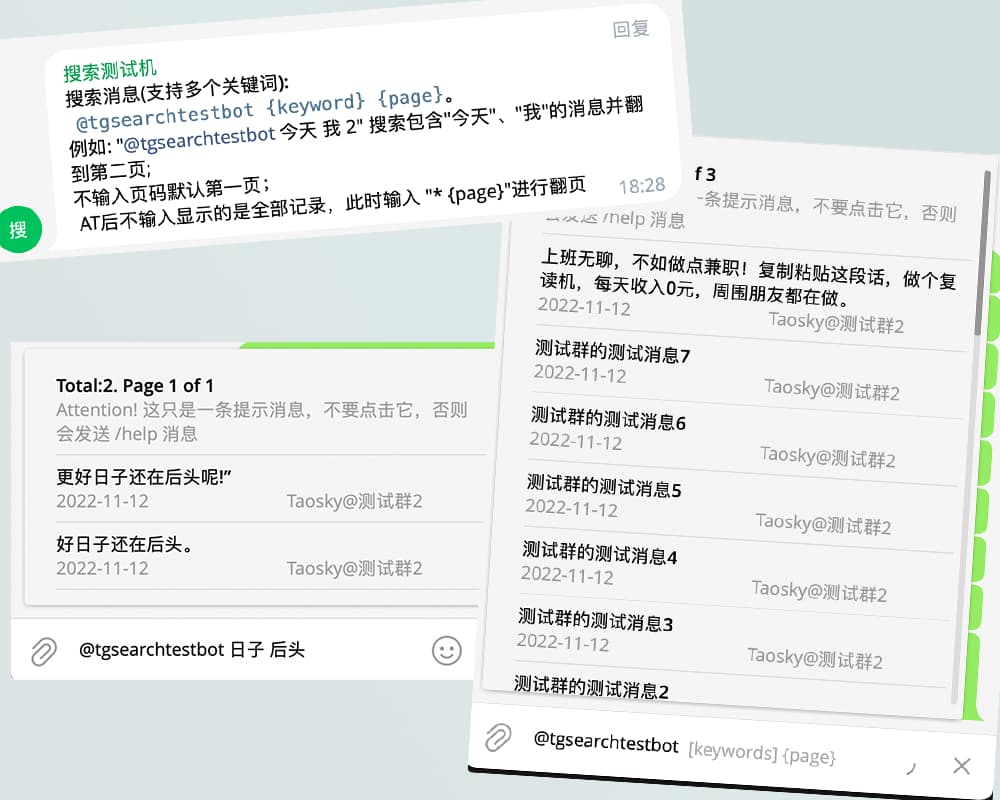 回复
搜索测试机
搜索消息(支持多个关键词):
@tgsearchtestbot {keyword} {page}。
例如: "@tgsearchtestbot 今天 我 2" 搜索包含"今天"、"我"的消息并翻
到第二页;
不输入页码默认第一页;
AT后不输入显示的是全部记录，此时输入 "* {page}"进行翻页
18:28
搜
Total:2. Page 1 of 1
Attention! 这只是一条提示消息，不要点击它，否则
会发送 /help 消息
更好日子还在后头呢!”
2022-11-12 Taosky@测试群2
好日子还在后头。
2022-11-12 Taosky@测试群2
@tgsearchtestbot 日子 后头
f 3
条提示消息，不要点击它，否则
会发送 /help 消息
上班无聊，不如做点兼职！复制粘贴这段话，做个复
读机，每天收入0元，周围朋友都在做。
2022-11-12 Taosky@测试群2
测试群的测试消息7
2022-11-12 Taosky@测试群2
测试群的测试消息6
2022-11-12 Taosky@测试群2
测试群的测试消息5
2022-11-12 Taosky@测试群2
测试群的测试消息4
2022-11-12 Taosky@测试群2
测试群的测试消息3
2022-11-12 Taosky@测试群2
测试群的测试消息2
@tgsearchtestbot [keywords] {page}